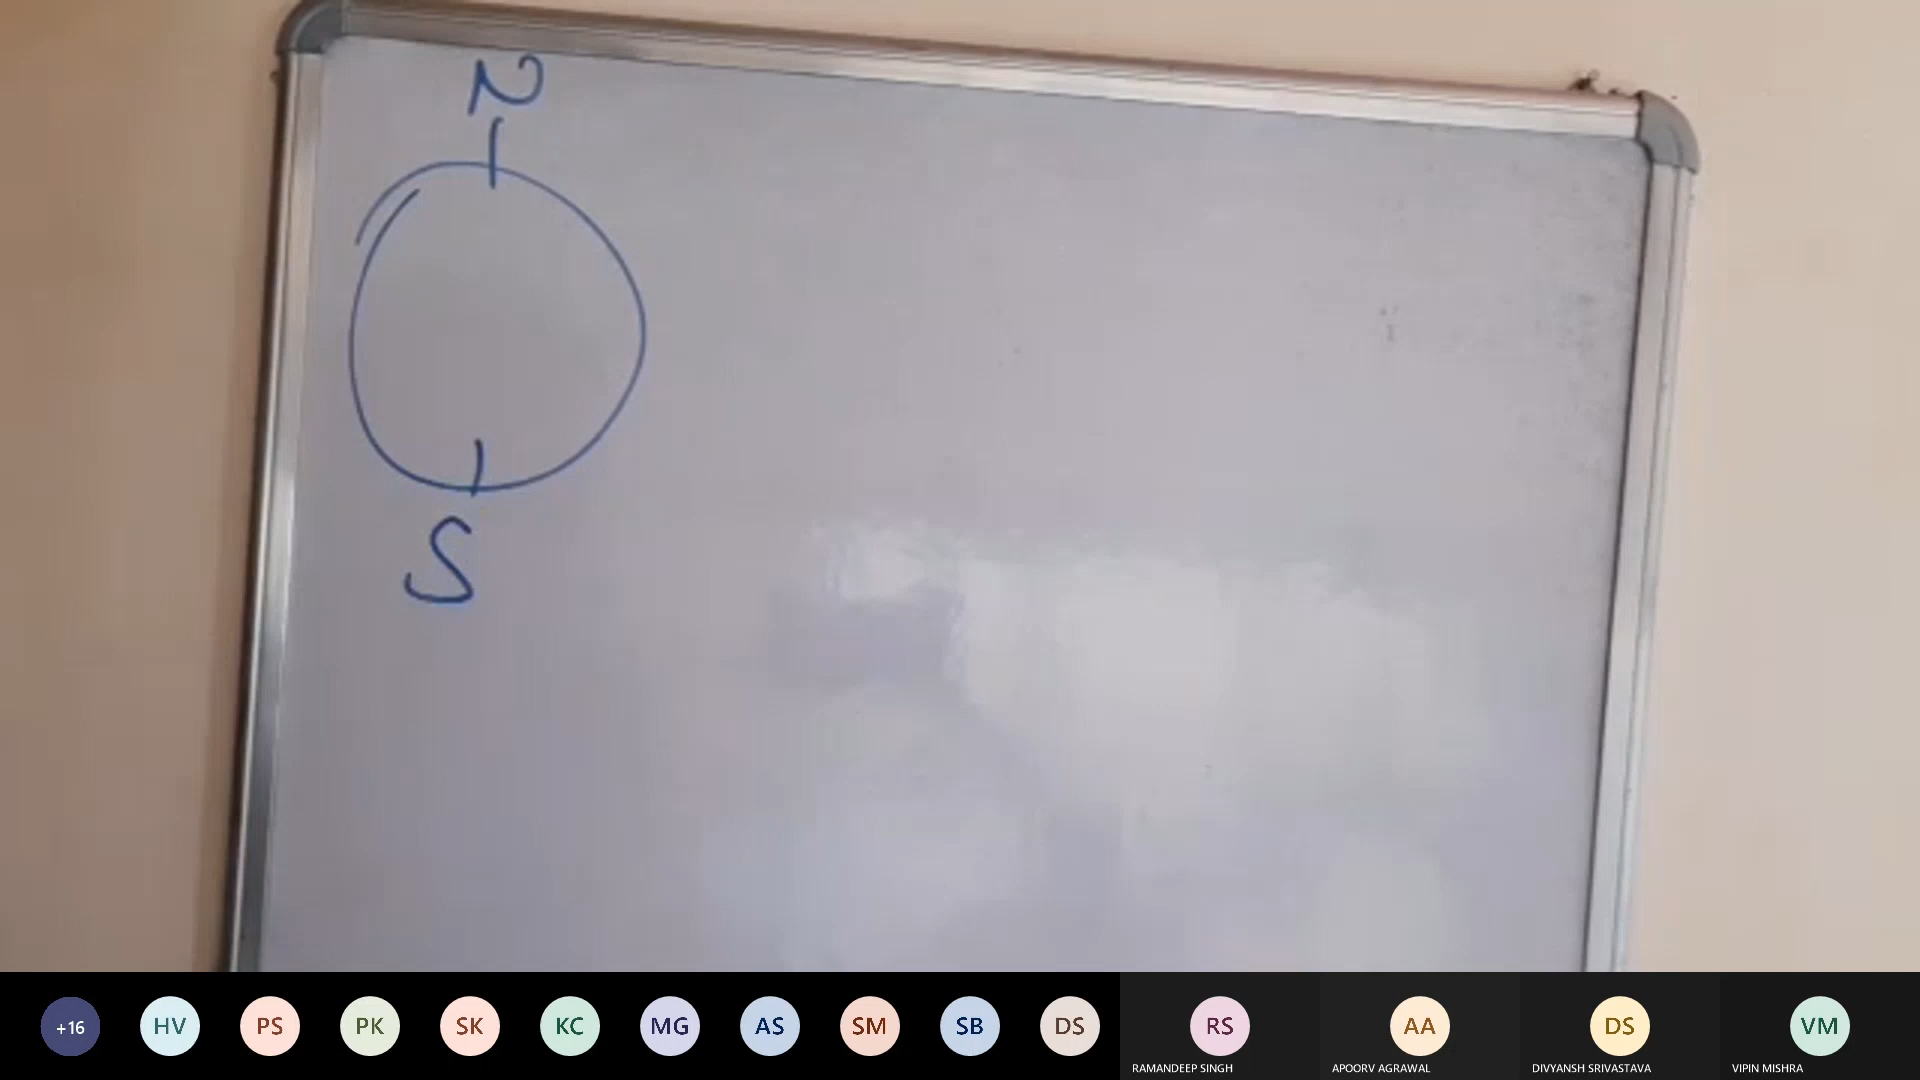 N
S
+16 HV PS PK SK KC MG AS SM SB DS RS AA DS VM
RAMANDEEP SINGH APOORV AGRAWAL DIVYANSH SRIVASTAVA VIPIN MISHRA